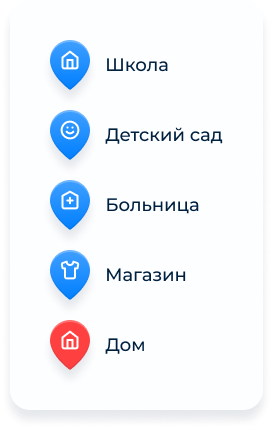 Школа
Детский сад
Больница
Магазин
Дом